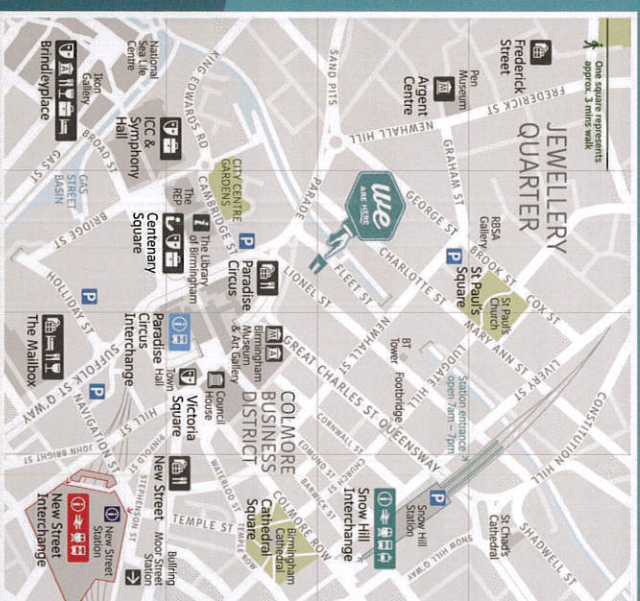 One square represents
approx. 3 mins walk
Frederick
Street
FREDERICK ST
JEWELLERY
QUARTER
Pen
Museum
Argent
Centre
NEWHALL HILL
GRAHAM ST
SAND PITS
KING EDWARDS RD
National
Sea Life
Centre
Ikon
Gallery
Brindleyplace
ICC &
Symphony
Hall
BROAD ST
GAS ST
GAS
STREET
BASIN
BRIDGE ST
CITY CENTRE
GARDENS
CAMBRIDGE ST
PARADE
we
ARE HERE
GEORGE ST
RBSA
Gallery
BROOK ST
COX ST
St Paul's
Church
P
St Paul's
Square
CHARLOTTE ST
MARY ANN ST
LIVERY ST
CONSTITUTION HILL
FLEET ST
LIONEL ST
NEWHALL ST
P
Paradise
Circus
The
REP
i
The Library
of Birmingham
Centenary
Square
P
HOLLIDAY ST
The Mailbox
SUFFOLK ST Q'WAY
P
NAVIGATION ST
JOHN BRIGHT ST
HILL ST
Paradise
Circus
Interchange
Town
Hall
Birmingham
Museum
& Art Gallery
Council
House
Victoria
Square
COLMORE
BUSINESS
DISTRICT
GREAT CHARLES ST QUEENSWAY
BT
Tower
Footbridge
LUDGATE HILL
Station entrance
open 7am - 7pm
CORNWALL ST
EDMUND ST
CHURCH ST
BARWICK ST
COLMORE ROW
WATERLOO ST
TEMPLE ROW
TEMPLE ST
Birmingham
Cathedral
Cathedral
Square
Snow Hill
Interchange
P
Snow Hill
Station
SNOW HILL Q'WAY
St Chad's
Cathedral
SHADWELL ST
New Street
PINFOLD ST
STEPHENSON ST
New Street
Station
New Street
Interchange
Moor Street
Station
Bullring